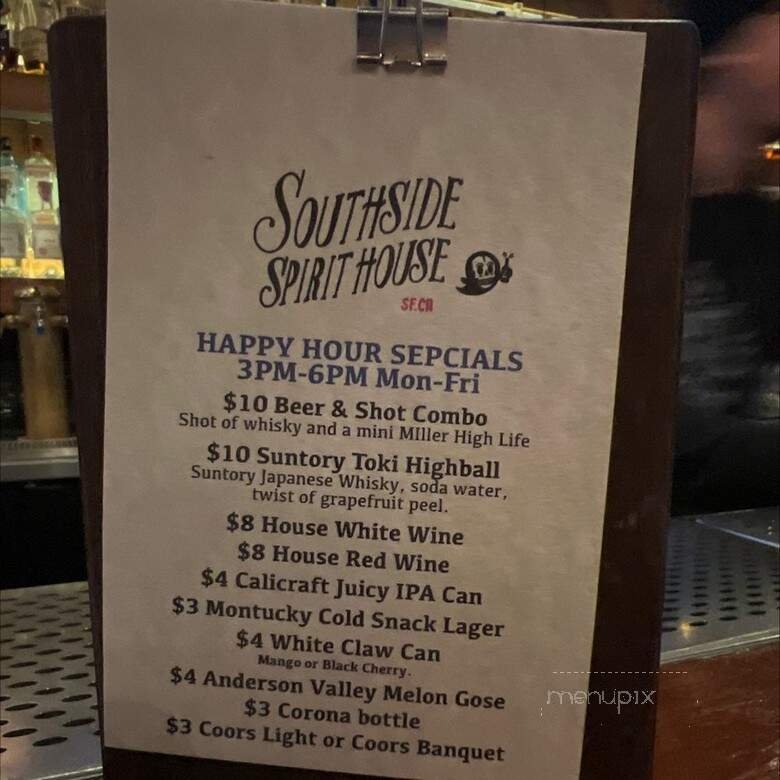 SOUTHSIDE
SPIRIT HOUSE
SF.CA
HAPPY HOUR SEPCIALS
3PM-6PM Mon-Fri
$10 Beer & Shot Combo
Shot of whisky and a mini MIller High Life
$10 Suntory Toki Highball
Suntory Japanese Whisky, soda water,
twist of grapefruit peel.
$8 House White Wine
$8 House Red Wine
$4 Calicraft Juicy IPA Can
$3 Montucky Cold Snack Lager
$4 White Claw Can
Mango or Black Cherry.
$4 Anderson Valley Melon Gose
$3 Corona bottle
$3 Coors Light or Coors Banquet
menupix